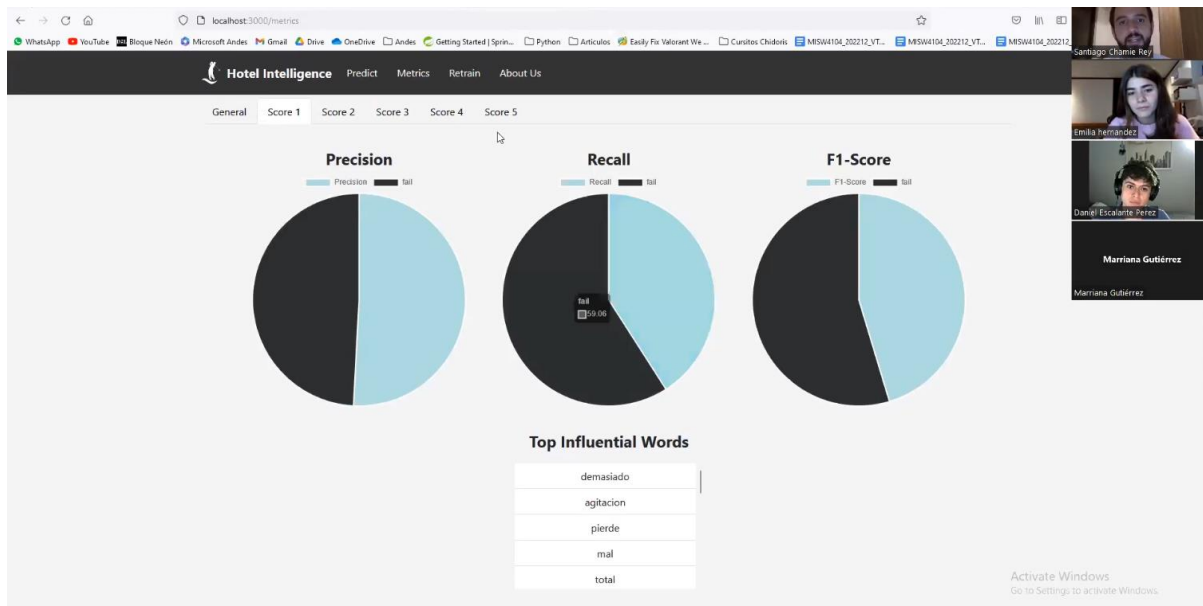 localhost:3000/metrics
WhatsApp YouTube Bloque Neón Microsoft Andes Gmail Drive OneDrive Andes Getting Started | Sprin... Python Articulos Easily Fix Valorant We ... Cursitos Chidoris MISW4104_202212_VT... MISW4104_202212_VT... MISW4104_202212
Hotel Intelligence Predict Metrics Retrain About Us
General Score 1 Score 2 Score 3 Score 4 Score 5
Precision Recall F1-Score
Precision fail Recall fail F1-Score fail
fail
59.06
Top Influential Words
demasiado
agitacion
pierde
mal
total
Activate Windows
Go to Settings to activate Windows.
Santiago Chamie Rey
Emilia hernandez
Daniel Escalante Perez
Marriana Gutiérrez
Marriana Gutiérrez